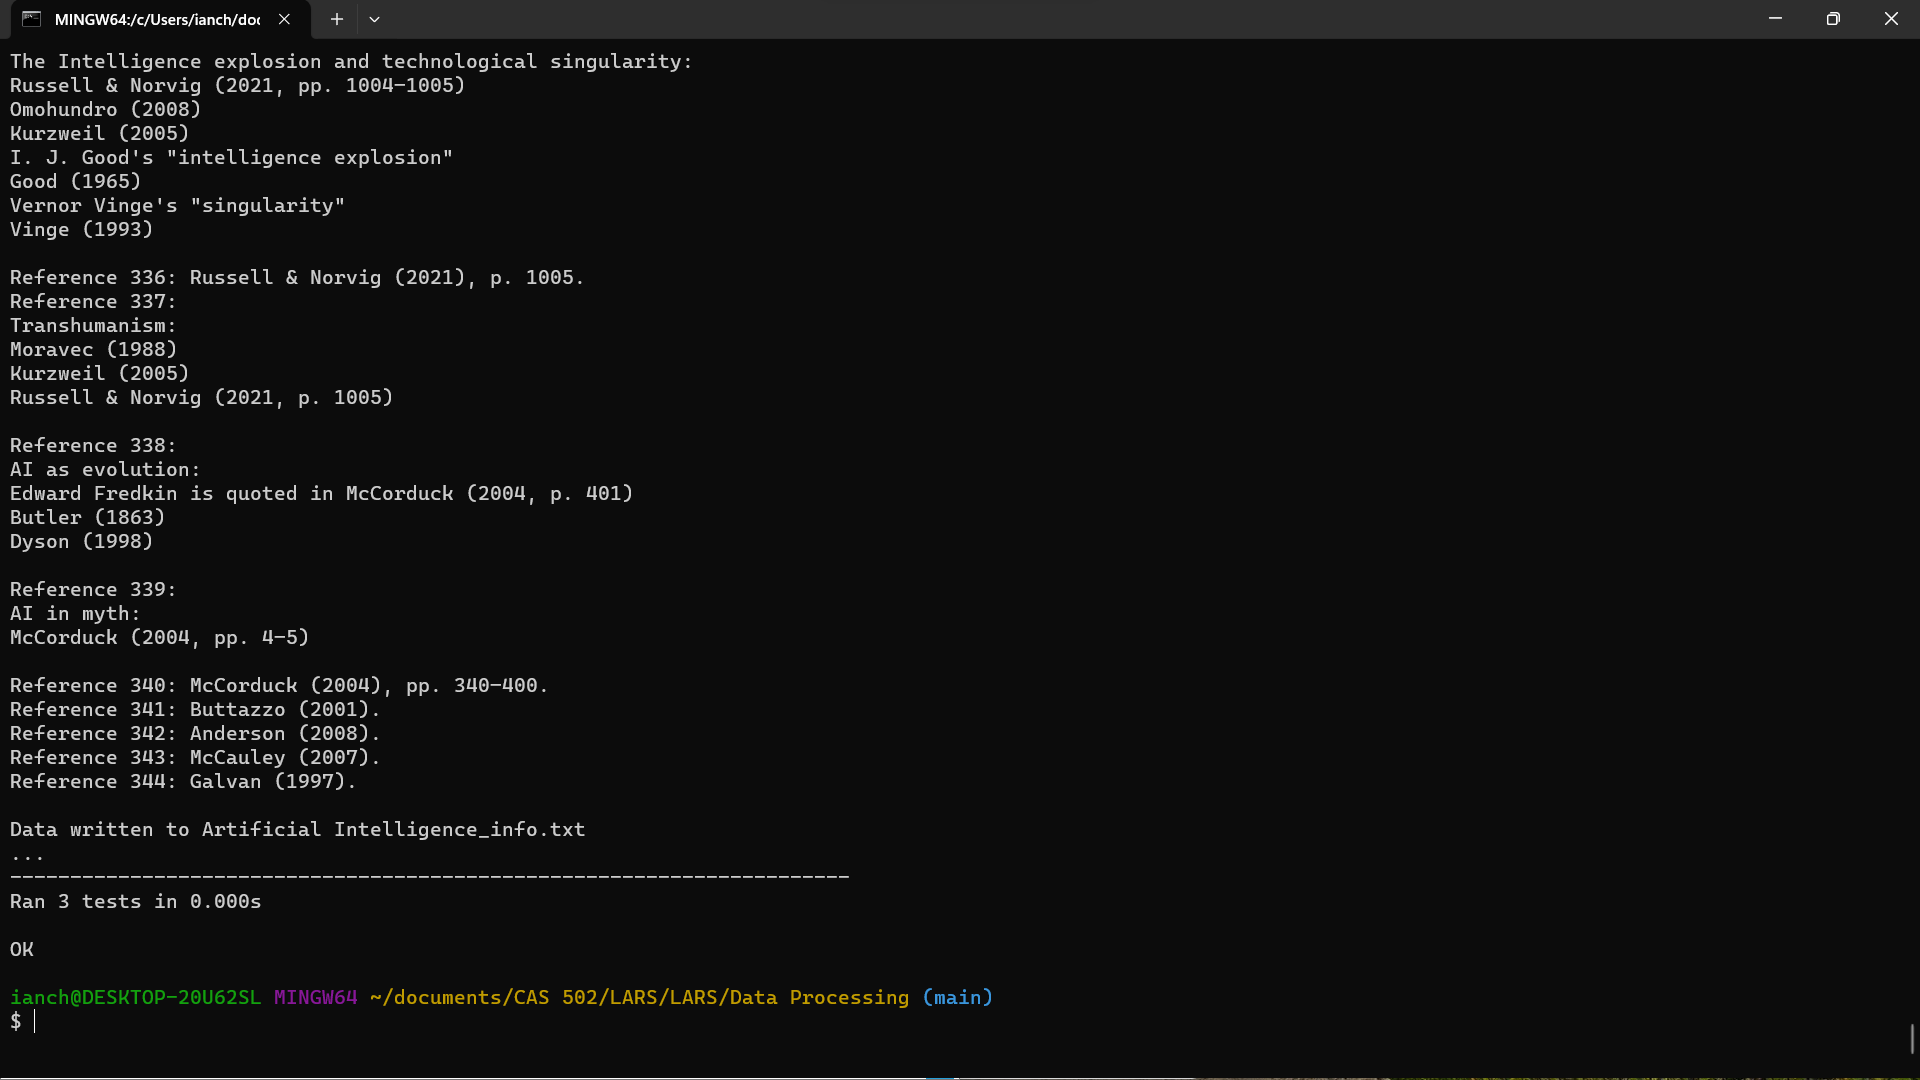 MINGW64:/c/Users/ianch/doc
The Intelligence explosion and technological singularity:
Russell & Norvig (2021, pp. 1004–1005)
Omohundro (2008)
Kurzweil (2005)
I. J. Good's "intelligence explosion"
Good (1965)
Vernor Vinge's "singularity"
Vinge (1993)
Reference 336: Russell & Norvig (2021), p. 1005.
Reference 337:
Transhumanism:
Moravec (1988)
Kurzweil (2005)
Russell & Norvig (2021, p. 1005)
Reference 338:
AI as evolution:
Edward Fredkin is quoted in McCorduck (2004, p. 401)
Butler (1863)
Dyson (1998)
Reference 339:
AI in myth:
McCorduck (2004, pp. 4–5)
Reference 340: McCorduck (2004), pp. 340–400.
Reference 341: Buttazzo (2001).
Reference 342: Anderson (2008).
Reference 343: McCauley (2007).
Reference 344: Galvan (1997).
Data written to Artificial Intelligence_info.txt
...
----------------------------------------------------------------------
Ran 3 tests in 0.000s
OK
ianch@DESKTOP-20U62SL MINGW64 ~/documents/CAS 502/LARS/LARS/Data Processing (main)
$